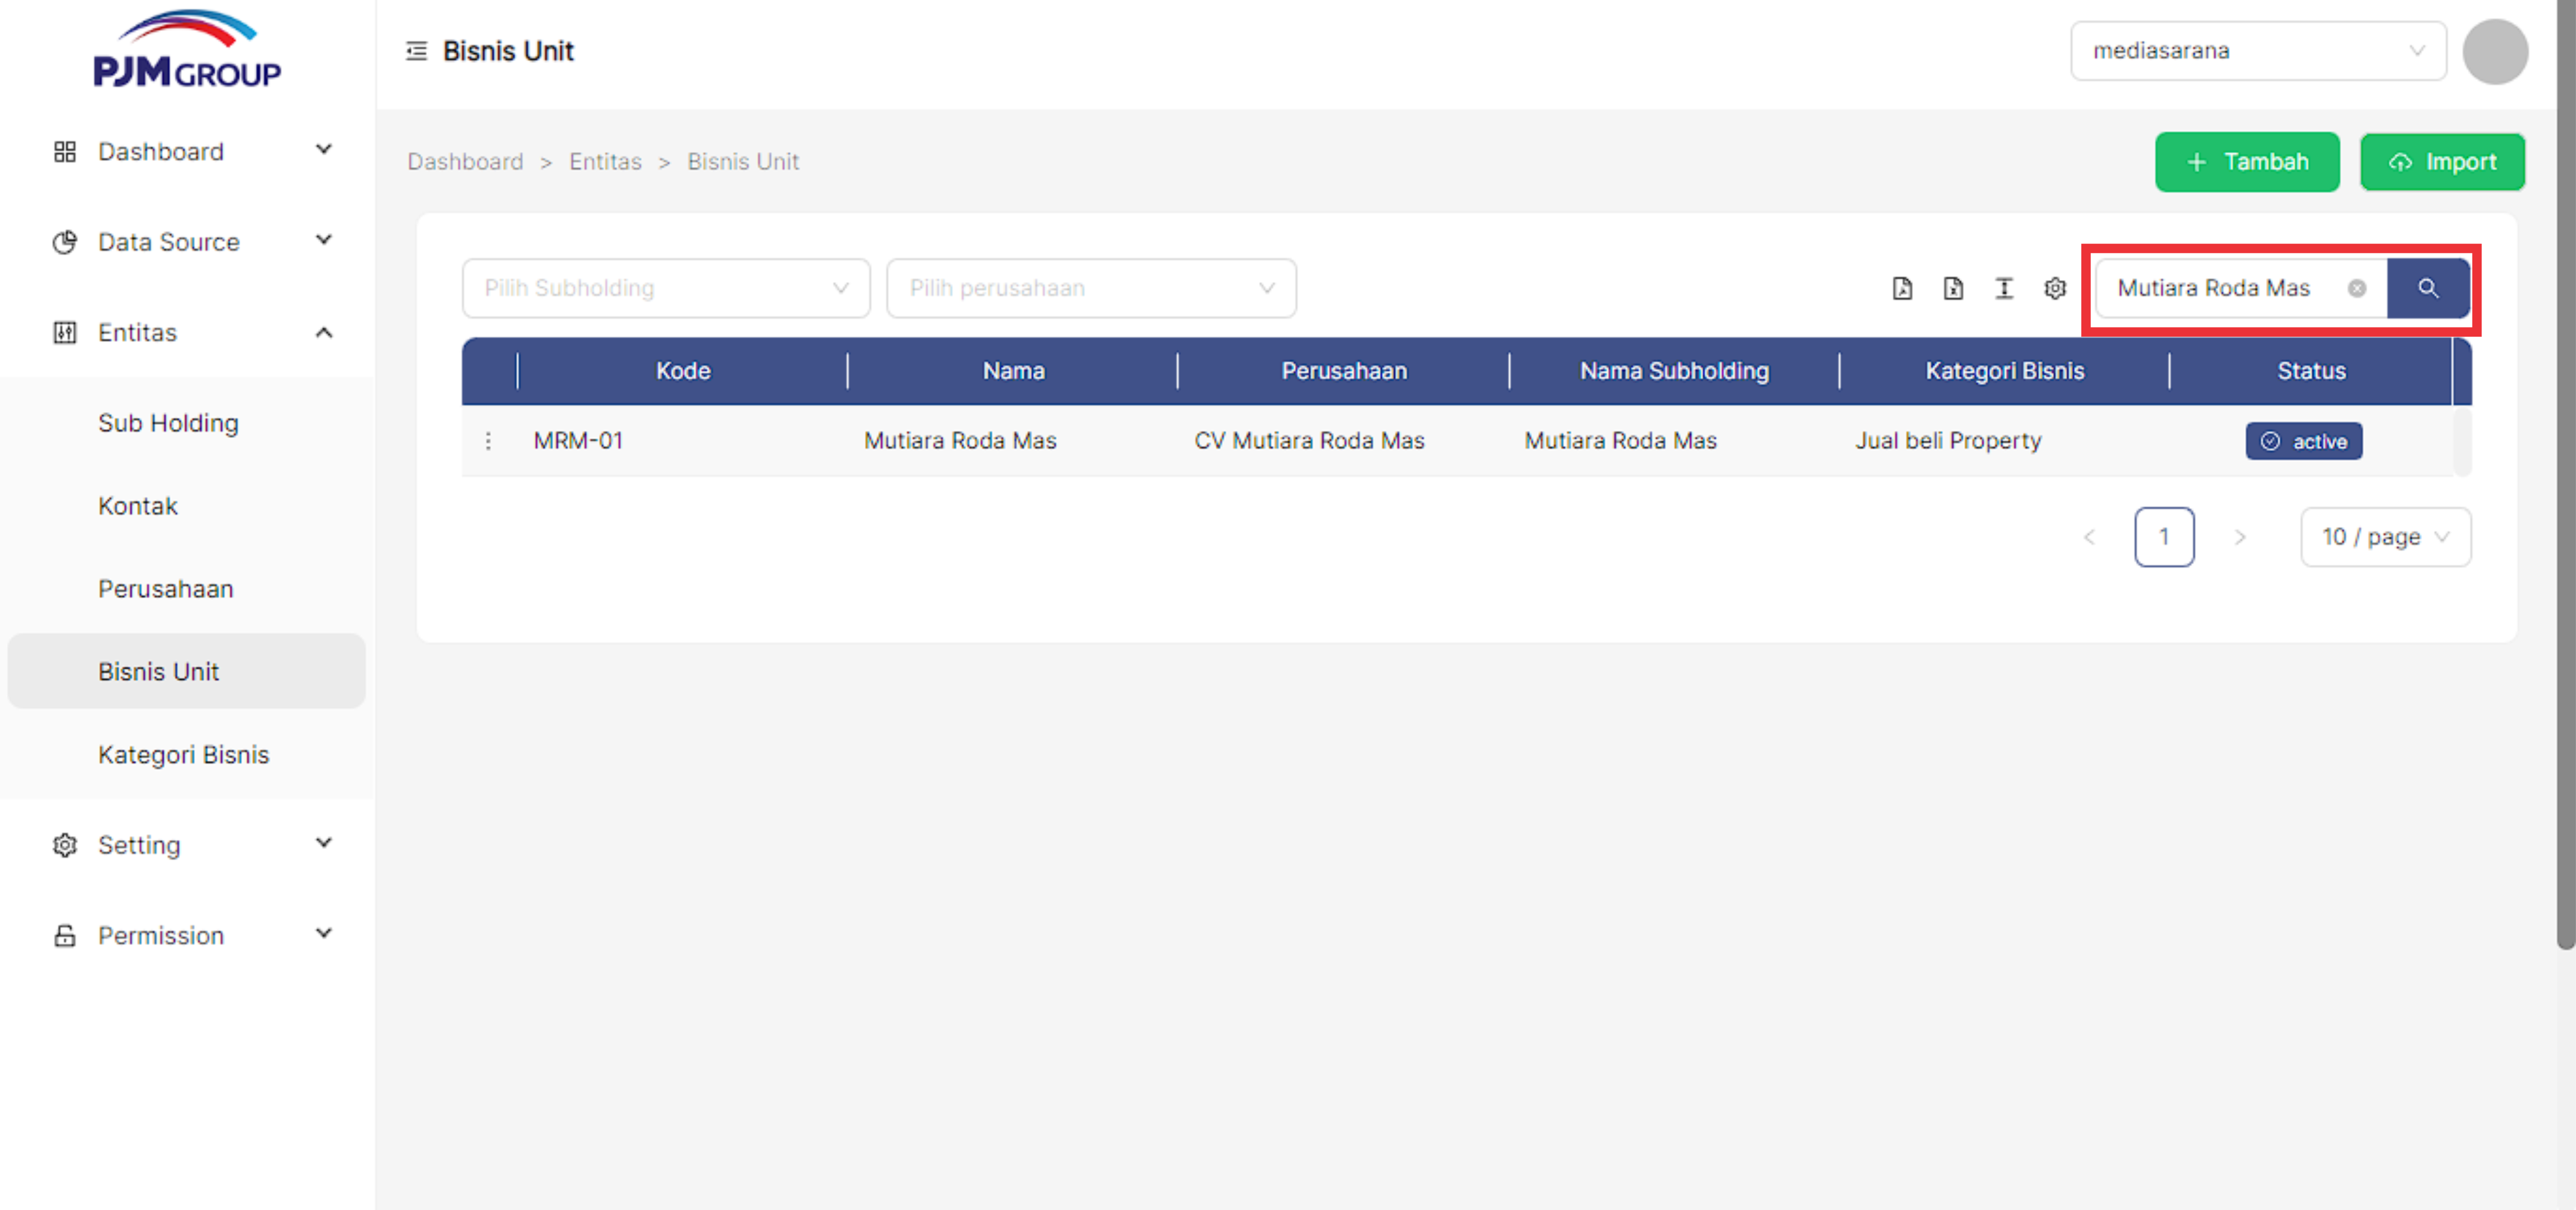 PJM GROUP
Bisnis Unit
mediasarana
Dashboard
Data Source
Entitas
Sub Holding
Kontak
Perusahaan
Bisnis Unit
Kategori Bisnis
Setting
Permission
Dashboard > Entitas > Bisnis Unit
+ Tambah
Import
Pilih Subholding
Pilih perusahaan
Mutiara Roda Mas
Kode Nama Perusahaan Nama Subholding Kategori Bisnis Status
MRM-01 Mutiara Roda Mas CV Mutiara Roda Mas Mutiara Roda Mas Jual beli Property active
< 1 > 10 / page